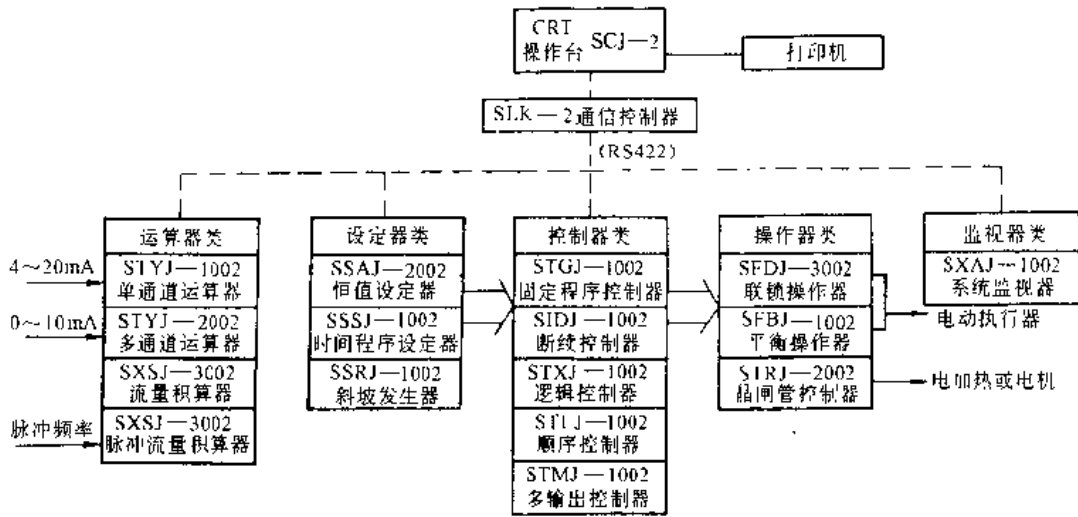 CRT
操作台 SCJ—2
打印机
SLK—2通信控制器
(RS422)
运算器类
STYJ—1002
单通道运算器
STYJ—2002
多通道运算器
SXSJ—3002
流量积算器
SXSJ—3002
脉冲流量积算器
4～20mA
0～10mA
脉冲频率
设定器类
SSAJ—2002
恒值设定器
SSSJ—1002
时间程序设定器
SSRJ—1002
斜坡发生器
控制器类
STGJ—1002
固定程序控制器
SIDJ—1002
断续控制器
STXJ—1002
逻辑控制器
STLJ—1002
顺序控制器
STMJ—1002
多输出控制器
操作器类
SFDJ—3002
联锁操作器
SFBJ—1002
平衡操作器
STRJ—2002
晶闸管控制器
监视器类
SXAJ—1002
系统监视器
电动执行器
电加热或电机